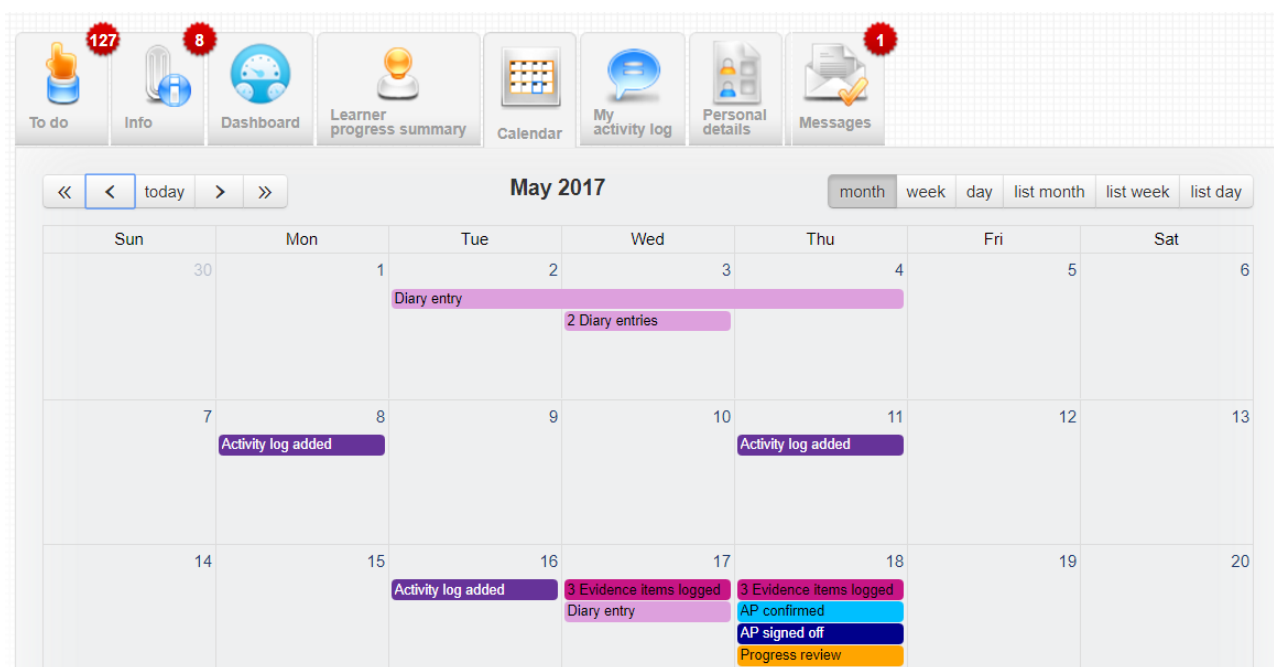 127 8 1
To do Info Dashboard Learner progress summary Calendar My activity log Personal details Messages
« < today > »
May 2017
month week day list month list week list day
Sun Mon Tue Wed Thu Fri Sat
30 1 2 3 4 5 6
Diary entry
2 Diary entries
7 8 9 10 11 12 13
Activity log added Activity log added
14 15 16 17 18 19 20
Activity log added 3 Evidence items logged 3 Evidence items logged
Diary entry AP confirmed
AP signed off
Progress review